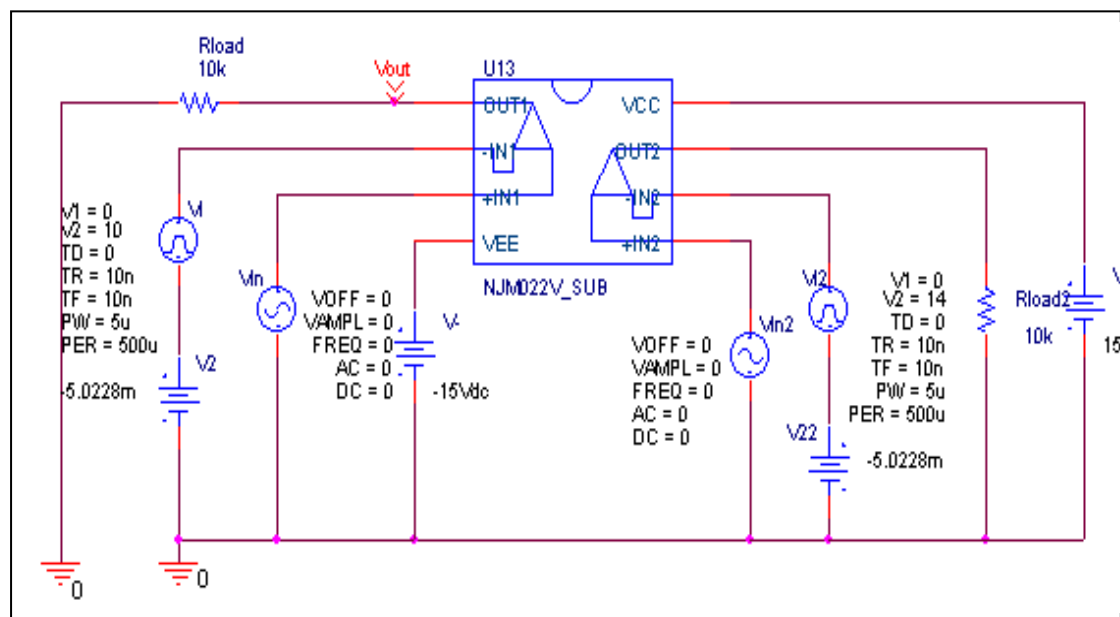 Rload
10k
Vout
U13
OUT1
-IN1
+IN1
VEE
VCC
OUT2
-IN2
+IN2
NJM022V_SUB
V1 = 0
V2 = 10
TD = 0
TR = 10n
TF = 10n
PW = 5u
PER = 500u
V2
-5.0228m
Vin
VOFF = 0
VAMPL = 0
FREQ = 0
AC = 0
DC = 0
V-
-15Vdc
Vin2
VOFF = 0
VAMPL = 0
FREQ = 0
AC = 0
DC = 0
VI2
V1 = 0
V2 = 14
TD = 0
TR = 10n
TF = 10n
PW = 5u
PER = 500u
V22
-5.0228m
Rload2
10k
V
15
0
0